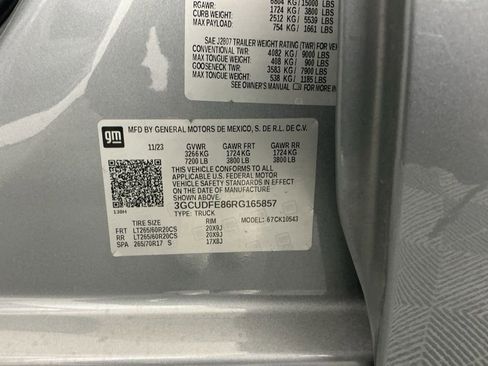 RGAWR: 6804 KG/ 15000 LBS
1724 KG/ 3800 LBS
CURB WEIGHT: 2512 KG/ 5539 LBS
MAX PAYLOAD: 754 KG/ 1661 LBS
SAE J2807 TRAILER WEIGHT RATING (TWR) FOR VEHI
CONVENTIONAL TWR: 4082 KG/ 9000 LBS
MAX TONGUE WEIGHT: 408 KG/ 900 LBS
GOOSENECK TWR: 3583 KG/ 7900 LBS
MAX TONGUE WEIGHT: 538 KG/ 1185 LBS
SEE OWNER'S MANUAL FOR
gm
MFD BY GENERAL MOTORS DE MEXICO, S. DE R.L. DE C.V.
11/23 GVWR GAWR FRT GAWR RR
3266 KG 1724 KG 1724 KG
7200 LB 3800 LB 3800 LB
THIS VEHICLE CONFORMS TO ALL
APPLICABLE U.S. FEDERAL MOTOR
VEHICLE SAFETY STANDARDS IN
EFFECT ON THE DATE OF MANUFACTURE
SHOWN ABOVE.
3GCUDFE86RG165857
138H TYPE: TRUCK MODEL: 67CK10543
TIRE SIZE RIM
FRT LT265/60R20CS 20X9J
RR LT265/60R20CS 20X9J
SPA 265/70R17 S 17X8J